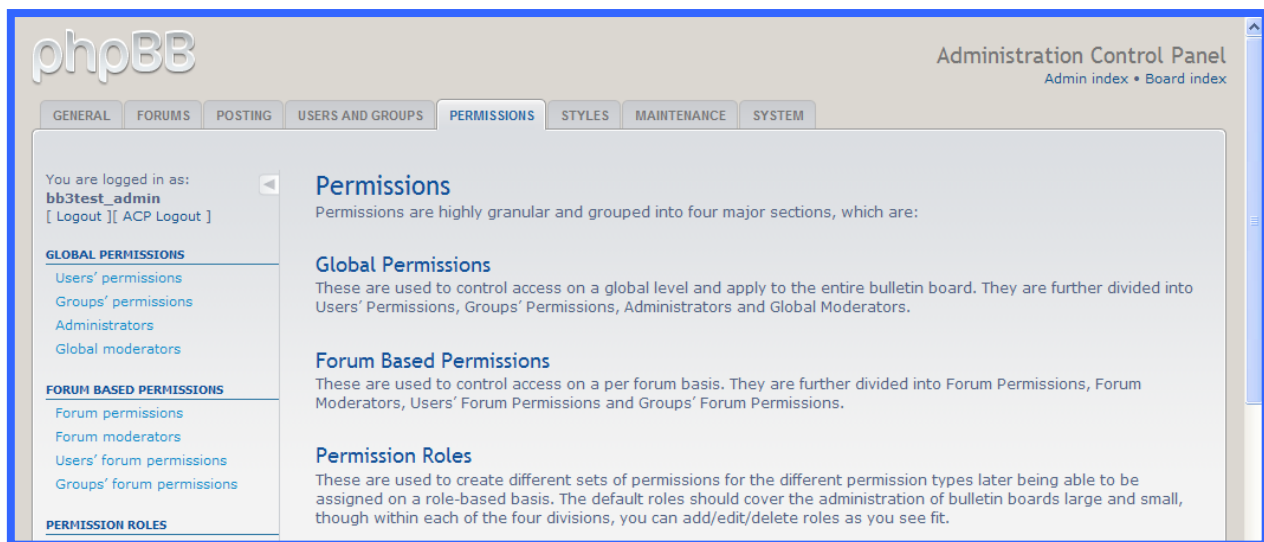 phpBB
Administration Control Panel
Admin index • Board index
GENERAL FORUMS POSTING USERS AND GROUPS PERMISSIONS STYLES MAINTENANCE SYSTEM
You are logged in as:
bb3test_admin
[ Logout ][ ACP Logout ]
GLOBAL PERMISSIONS
Users’ permissions
Groups’ permissions
Administrators
Global moderators
FORUM BASED PERMISSIONS
Forum permissions
Forum moderators
Users’ forum permissions
Groups’ forum permissions
PERMISSION ROLES
Permissions
Permissions are highly granular and grouped into four major sections, which are:
Global Permissions
These are used to control access on a global level and apply to the entire bulletin board. They are further divided into
Users’ Permissions, Groups’ Permissions, Administrators and Global Moderators.
Forum Based Permissions
These are used to control access on a per forum basis. They are further divided into Forum Permissions, Forum
Moderators, Users’ Forum Permissions and Groups’ Forum Permissions.
Permission Roles
These are used to create different sets of permissions for the different permission types later being able to be
assigned on a role-based basis. The default roles should cover the administration of bulletin boards large and small,
though within each of the four divisions, you can add/edit/delete roles as you see fit.